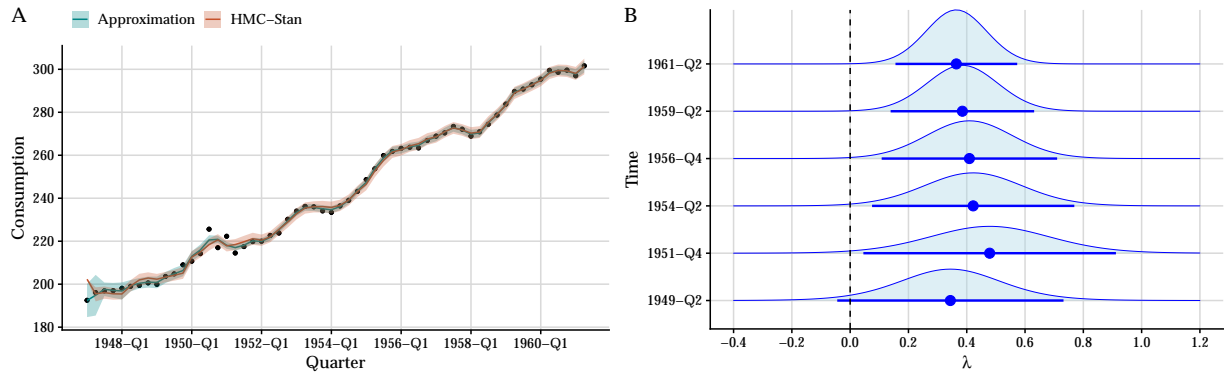 A
Approximation
HMC−Stan
Consumption
300
280
260
240
220
200
180
1948−Q1
1950−Q1
1952−Q1
1954−Q1
1956−Q1
1958−Q1
1960−Q1
Quarter
B
Time
1961−Q2
1959−Q2
1956−Q4
1954−Q2
1951−Q4
1949−Q2
−0.4
−0.2
0.0
0.2
0.4
0.6
0.8
1.0
1.2
λ